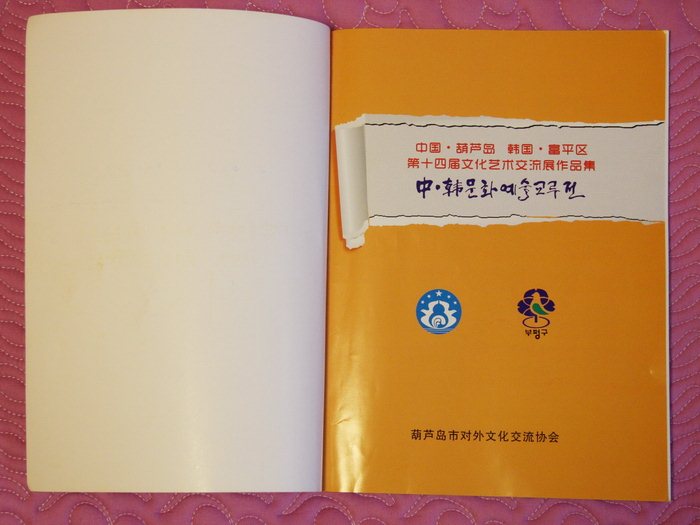 中国·葫芦岛 韩国·富平区
第十四届文化艺术交流展作品集
中·韩문화예술교류전
부평구
葫芦岛市对外文化交流协会